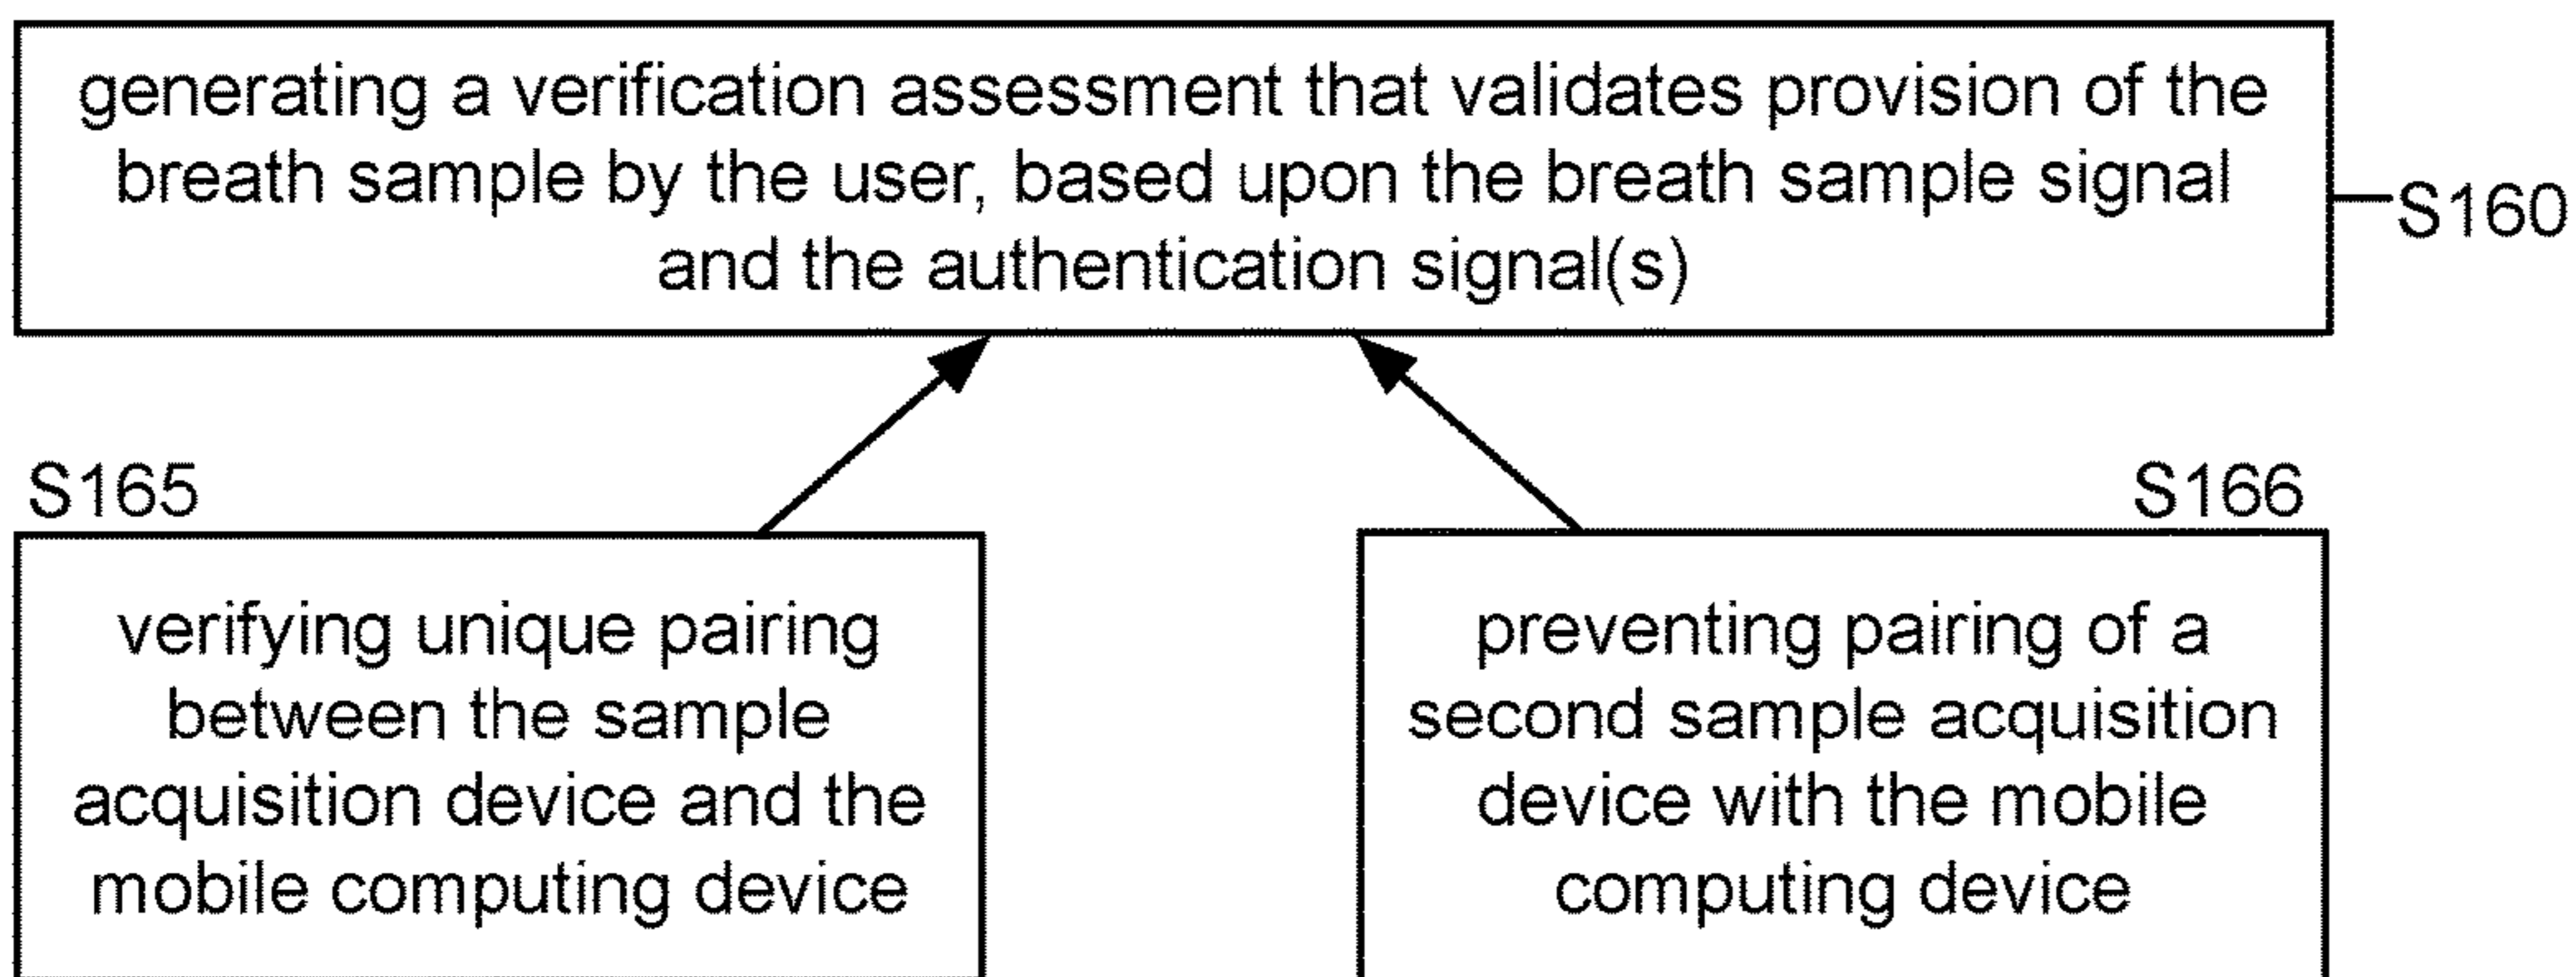 generating a verification assessment that validates provision of the
breath sample by the user, based upon the breath sample signal
and the authentication signal(s)
S160
S165
verifying unique pairing
between the sample
acquisition device and the
mobile computing device
S166
preventing pairing of a
second sample acquisition
device with the mobile
computing device